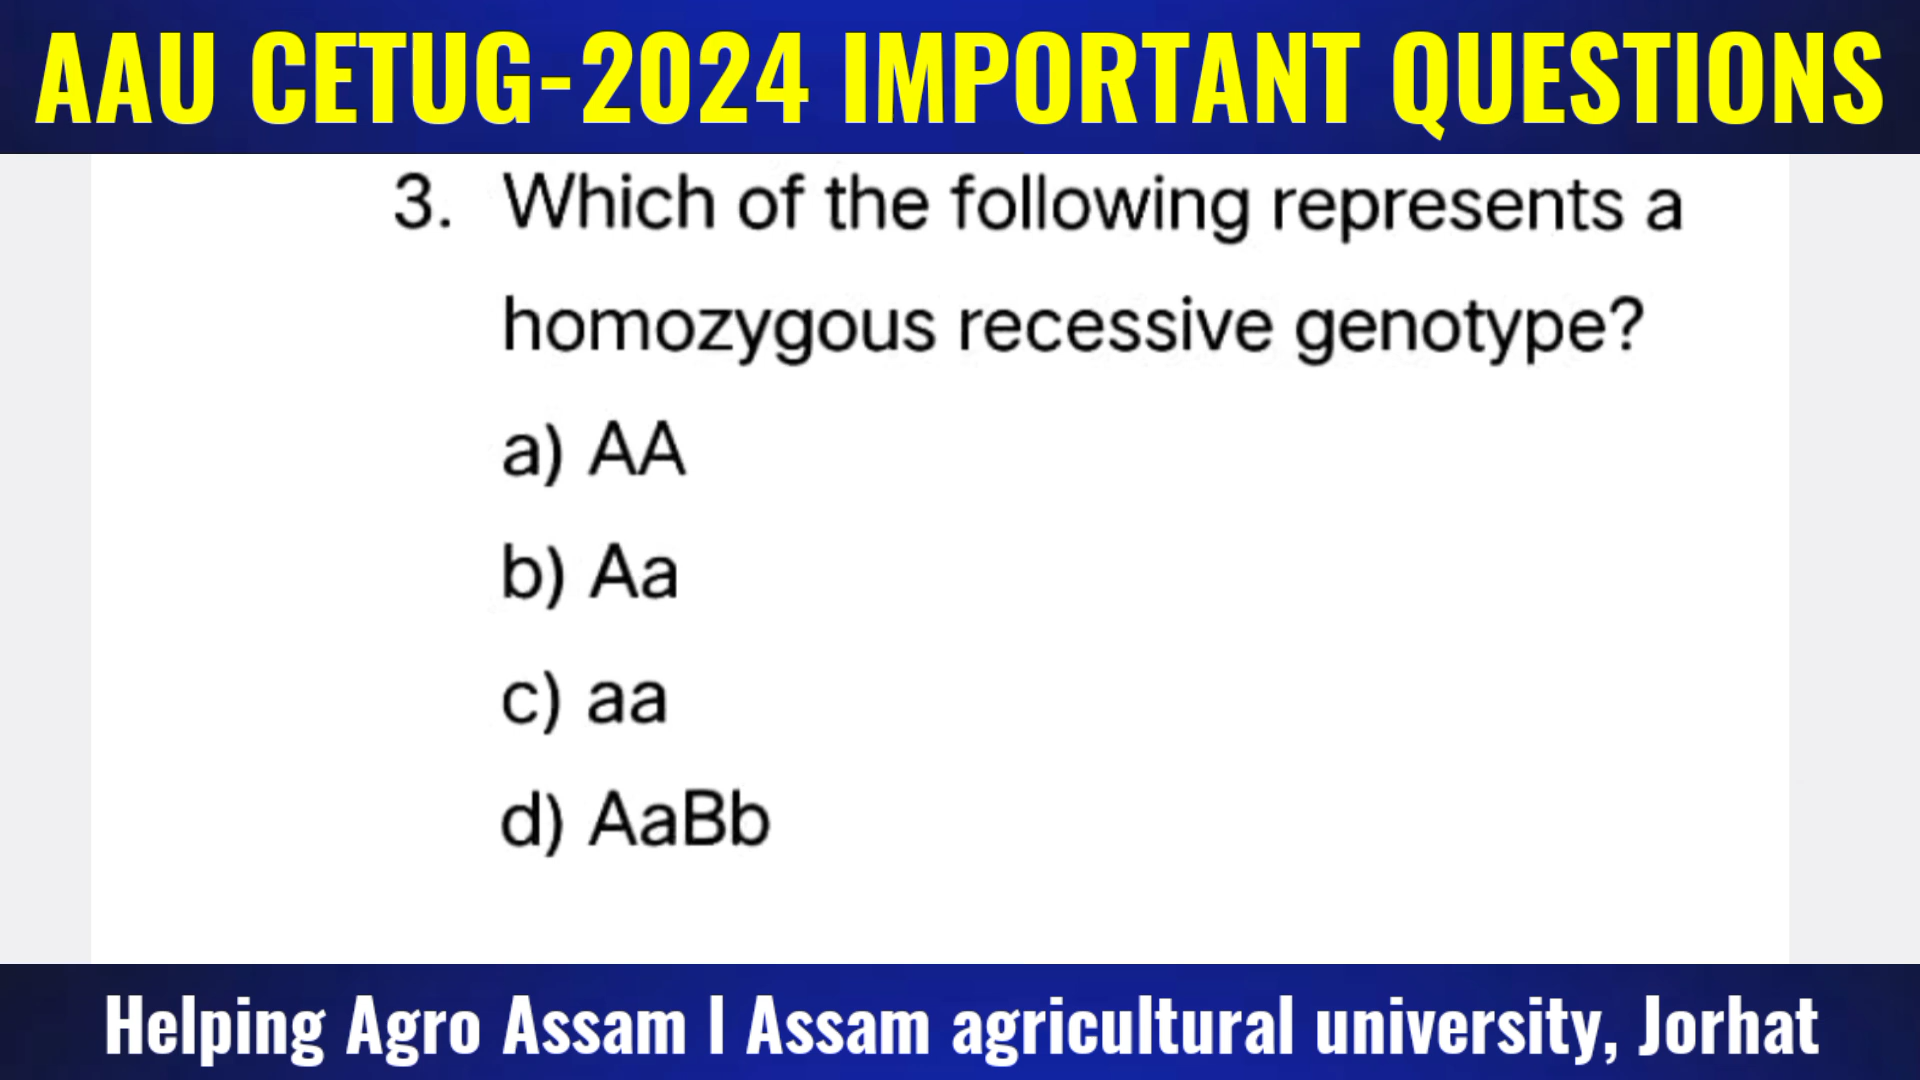 AAU CETUG-2024 IMPORTANT QUESTIONS
3. Which of the following represents a
homozygous recessive genotype?
a) AA
b) Aa
c) aa
d) AaBb
Helping Agro Assam I Assam agricultural university, Jorhat